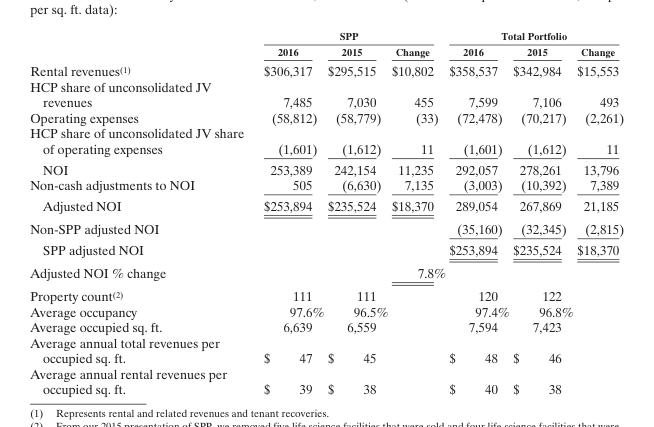 per sq. ft. data):
SPP Total Portfolio
2016 2015 Change 2016 2015 Change
Rental revenues(1) $306,317 $295,515 $10,802 $358,537 $342,984 $15,553
HCP share of unconsolidated JV
revenues 7,485 7,030 455 7,599 7,106 493
Operating expenses (58,812) (58,779) (33) (72,478) (70,217) (2,261)
HCP share of unconsolidated JV share
of operating expenses (1,601) (1,612) 11 (1,601) (1,612) 11
NOI 253,389 242,154 11,235 292,057 278,261 13,796
Non-cash adjustments to NOI 505 (6,630) 7,135 (3,003) (10,392) 7,389
Adjusted NOI $253,894 $235,524 $18,370 289,054 267,869 21,185
Non-SPP adjusted NOI (35,160) (32,345) (2,815)
SPP adjusted NOI $253,894 $235,524 $18,370
Adjusted NOI % change 7.8%
Property count(2) 111 111 120 122
Average occupancy 97.6% 96.5% 97.4% 96.8%
Average occupied sq. ft. 6,639 6,559 7,594 7,423
Average annual total revenues per
occupied sq. ft. $ 47 $ 45 $ 48 $ 46
Average annual rental revenues per
occupied sq. ft. $ 39 $ 38 $ 40 $ 38
(1) Represents rental and related revenues and tenant recoveries.
(2) From our 2015 presentation of SPP, we removed five life science facilities that were sold and four life science facilities that were